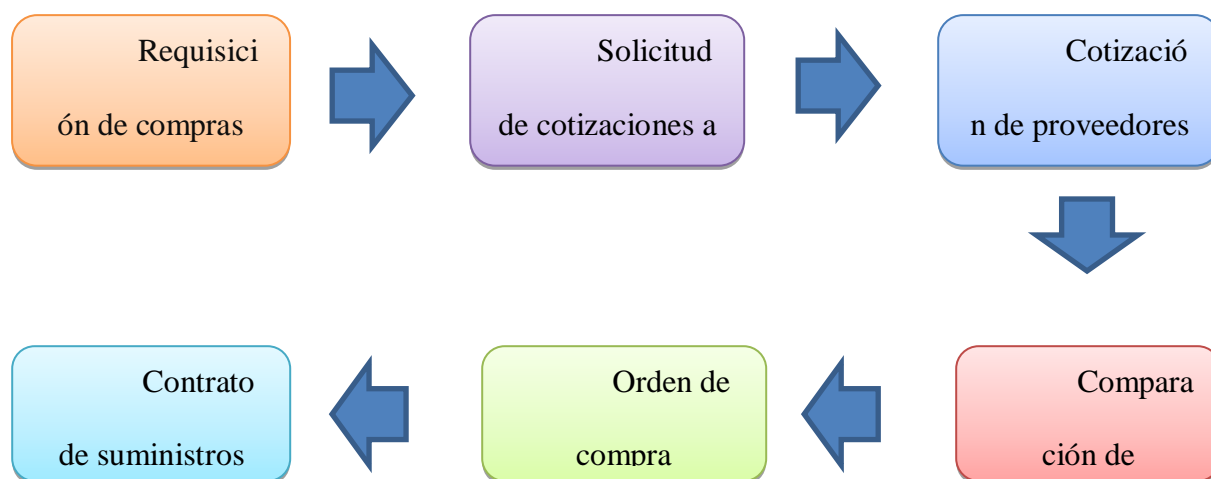 Requisici
ón de compras
Solicitud
de cotizaciones a
Cotizació
n de proveedores
Compara
ción de
Orden de
compra
Contrato
de suministros